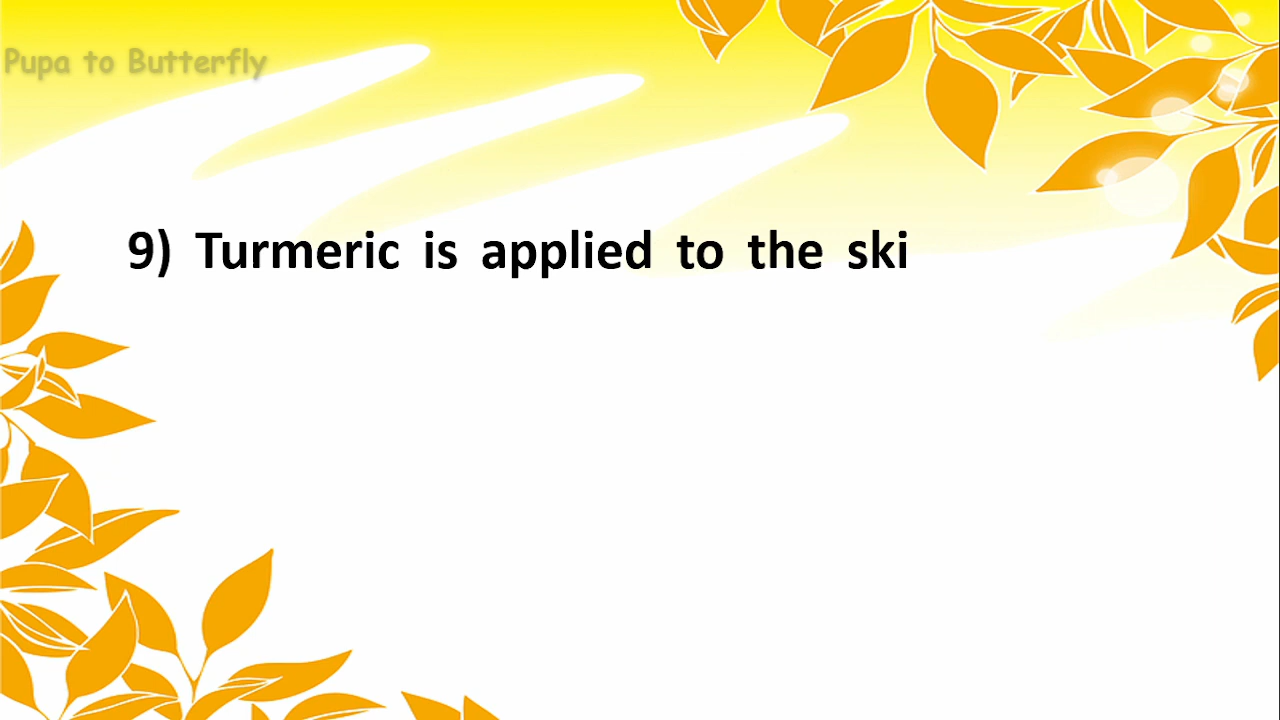 Pupa to Butterfly
9) Turmeric is applied to the ski